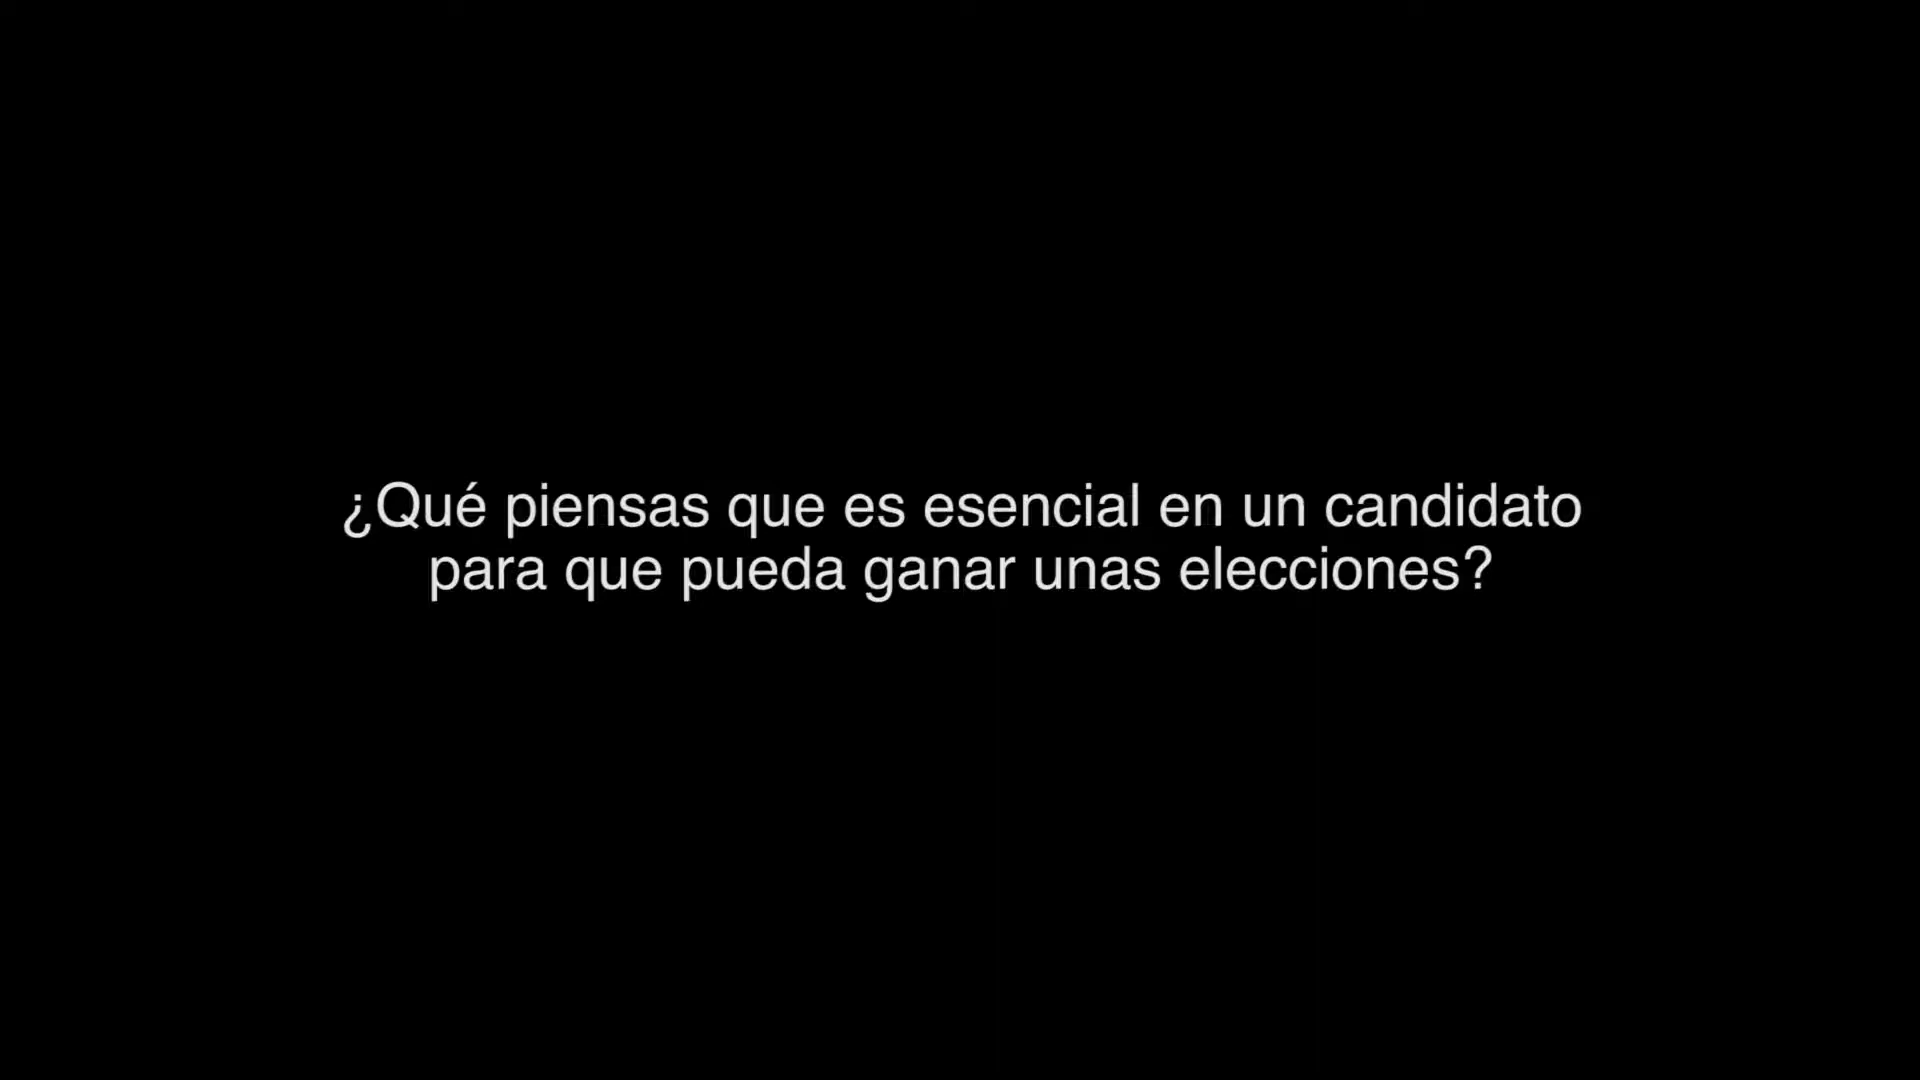 ¿Qué piensas que es esencial en un candidato
para que pueda ganar unas elecciones?